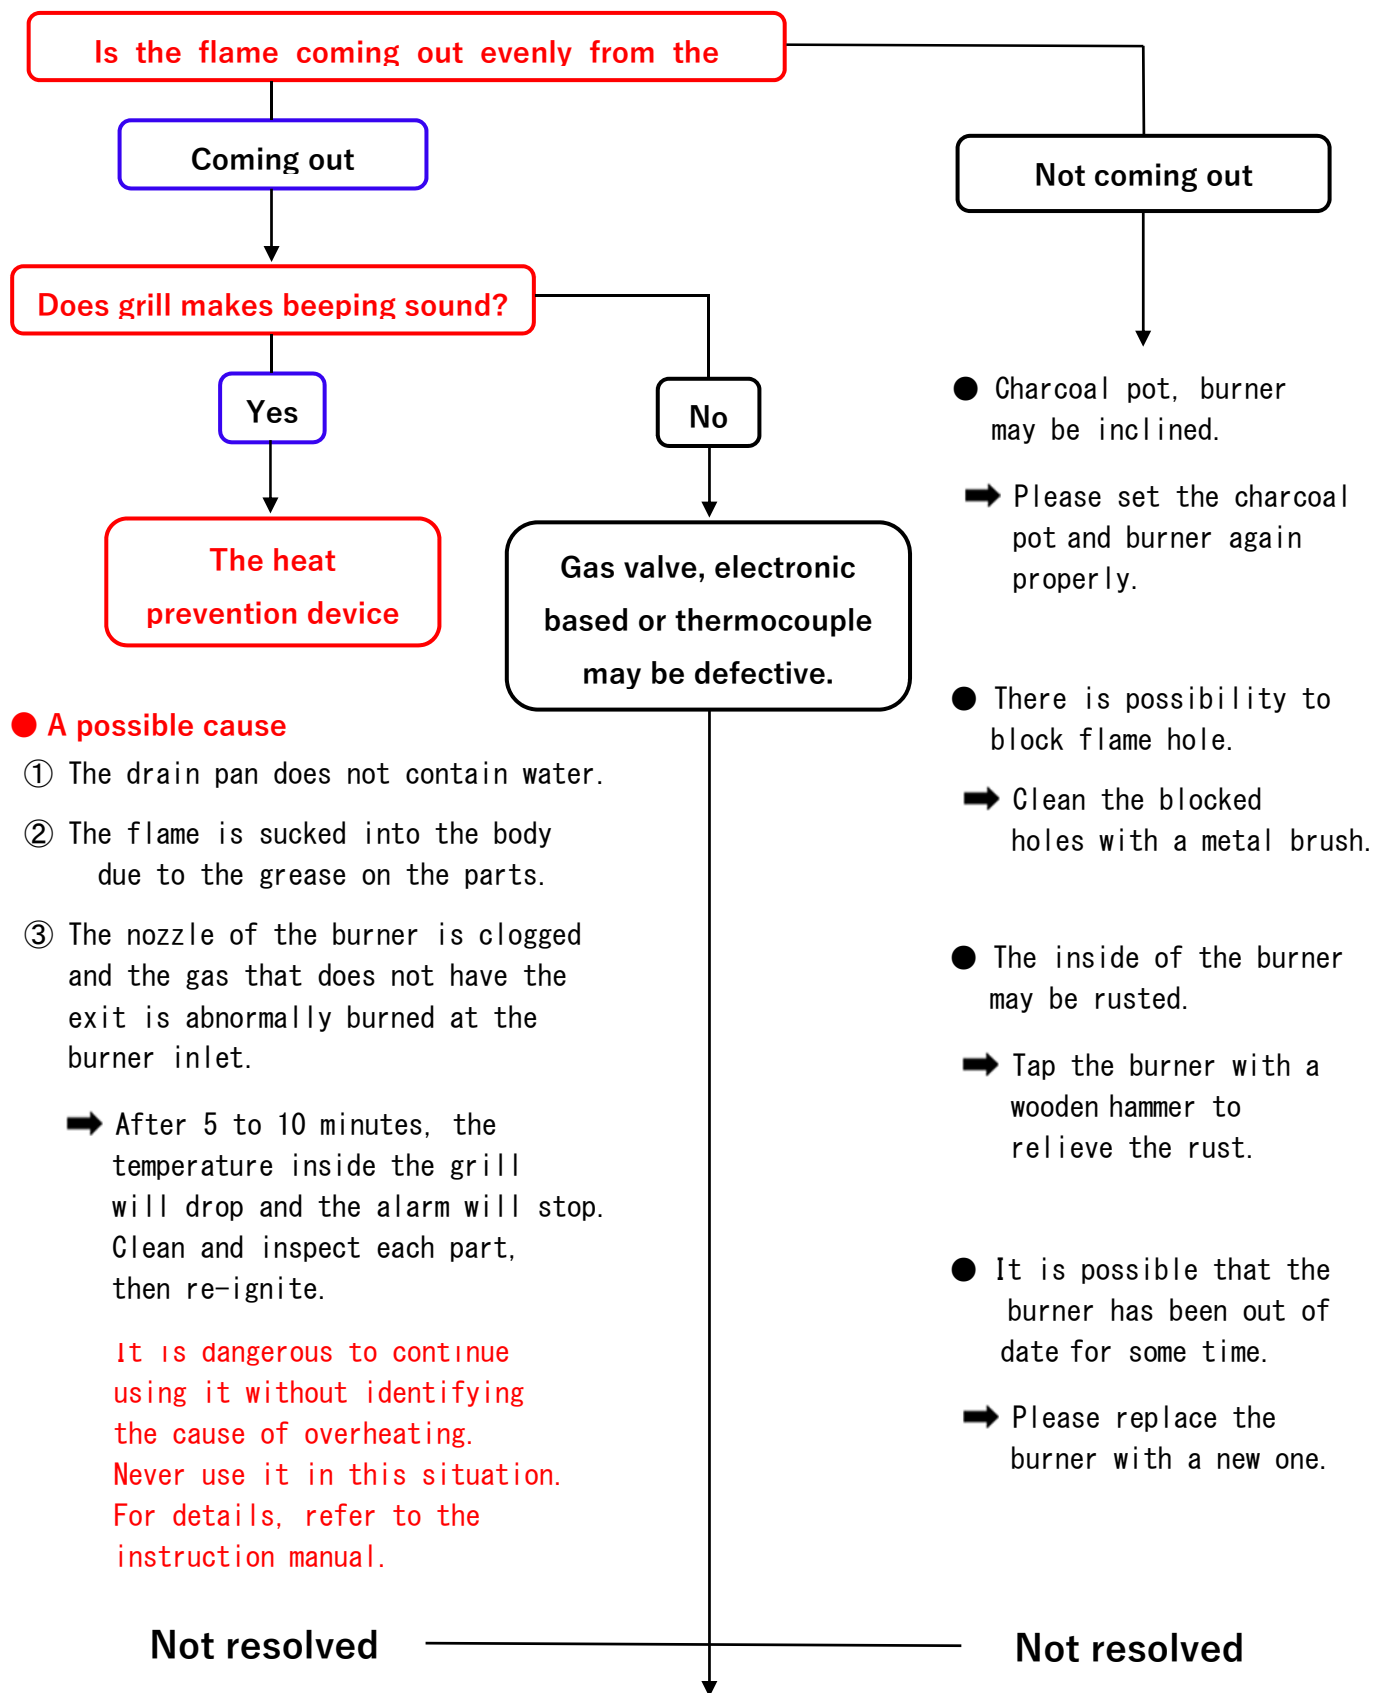 Is the flame coming out evenly from the
Coming out
Not coming out
Does grill makes beeping sound?
Yes
No
The heat
prevention device
Gas valve, electronic
based or thermocouple
may be defective.
● A possible cause
① The drain pan does not contain water.
② The flame is sucked into the body
due to the grease on the parts.
③ The nozzle of the burner is clogged
and the gas that does not have the
exit is abnormally burned at the
burner inlet.
➡ After 5 to 10 minutes, the
temperature inside the grill
will drop and the alarm will stop.
Clean and inspect each part,
then re-ignite.
It is dangerous to continue
using it without identifying
the cause of overheating.
Never use it in this situation.
For details, refer to the
instruction manual.
Not resolved
● Charcoal pot, burner
may be inclined.
➡ Please set the charcoal
pot and burner again
properly.
● There is possibility to
block flame hole.
➡ Clean the blocked
holes with a metal brush.
● The inside of the burner
may be rusted.
➡ Tap the burner with a
wooden hammer to
relieve the rust.
● It is possible that the
burner has been out of
date for some time.
➡ Please replace the
burner with a new one.
Not resolved